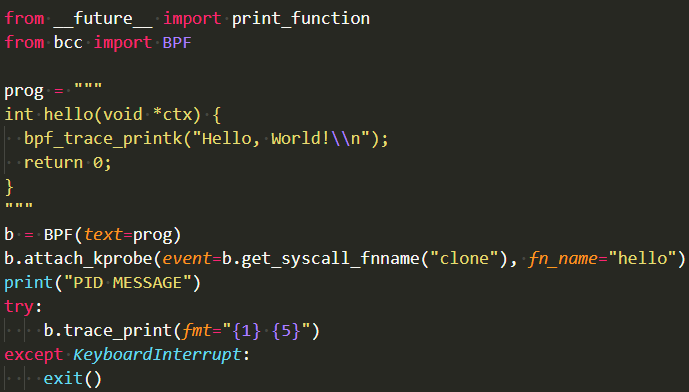 from __future__ import print_function
from bcc import BPF

prog = """
int hello(void *ctx) {
  bpf_trace_printk("Hello, World!\\n");
  return 0;
}
"""
b = BPF(text=prog)
b.attach_kprobe(event=b.get_syscall_fnname("clone"), fn_name="hello")
print("PID MESSAGE")
try:
    b.trace_print(fmt="{1} {5}")
except KeyboardInterrupt:
    exit()